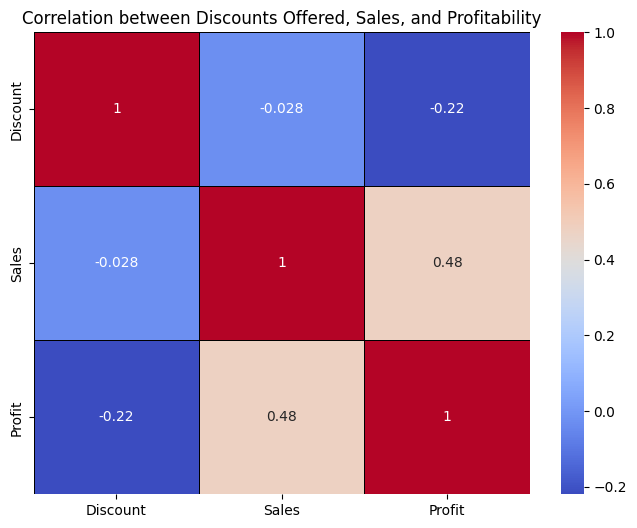 Correlation between Discounts Offered, Sales, and Profitability
Discount
1
-0.028
-0.22
Sales
-0.028
1
0.48
Profit
-0.22
0.48
1
Discount
Sales
Profit
1.0
0.8
0.6
0.4
0.2
0.0
−0.2